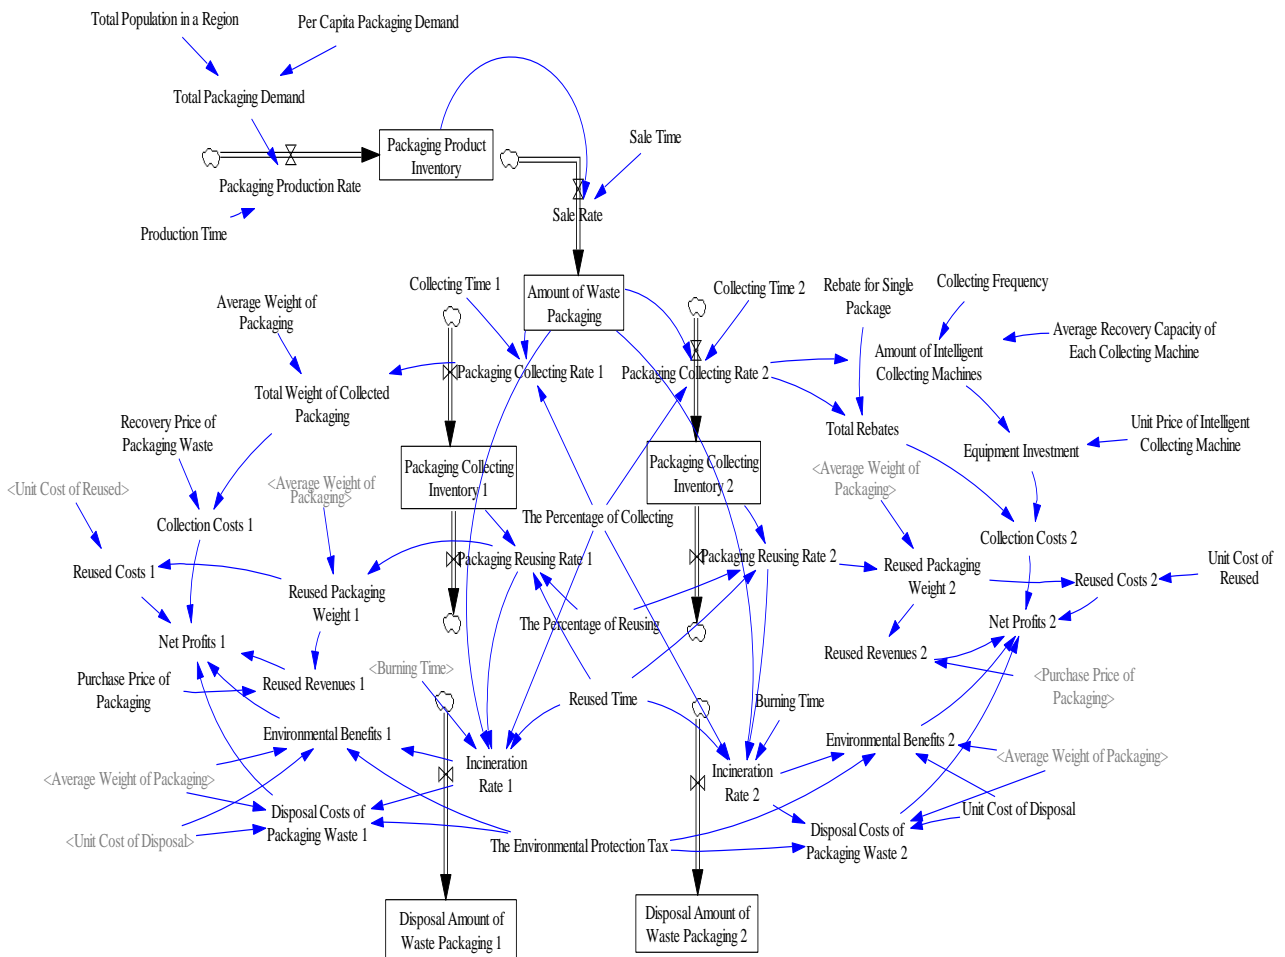 Total Population in a Region
Per Capita Packaging Demand
Total Packaging Demand
Packaging Product
Inventory
Sale Time
Packaging Production Rate
Sale Rate
Production Time
Collecting Time 1
Amount of Waste
Packaging
Collecting Time 2
Rebate for Single
Package
Collecting Frequency
Average Weight of
Packaging
Average Recovery Capacity of
Each Collecting Machine
Amount of Intelligent
Collecting Machines
Packaging Collecting Rate 1
Packaging Collecting Rate 2
Total Weight of Collected
Packaging
Recovery Price of
Packaging Waste
Total Rebates
Unit Price of Intelligent
Collecting Machine
Equipment Investment
Packaging Collecting
Inventory 1
Packaging Collecting
Inventory 2
<Average Weight of
Packaging>
<Unit Cost of Reused>
<Average Weight of
Packaging>
Collection Costs 1
The Percentage of Collecting
Collection Costs 2
Packaging Reusing Rate 1
Packaging Reusing Rate 2
Reused Costs 1
Reused Packaging
Weight 1
Reused Packaging
Weight 2
Reused Costs 2
Unit Cost of
Reused
The Percentage of Reusing
Net Profits 1
Net Profits 2
Reused Revenues 2
<Burning Time>
Purchase Price of
Packaging
Reused Revenues 1
Reused Time
Burning Time
<Purchase Price of
Packaging>
Environmental Benefits 1
Environmental Benefits 2
Incineration
Rate 1
Incineration
Rate 2
<Average Weight of Packaging>
<Average Weight of Packaging>
Disposal Costs of
Packaging Waste 1
Unit Cost of Disposal
<Unit Cost of Disposal>
The Environmental Protection Tax
Disposal Costs of
Packaging Waste 2
Disposal Amount of
Waste Packaging 1
Disposal Amount of
Waste Packaging 2